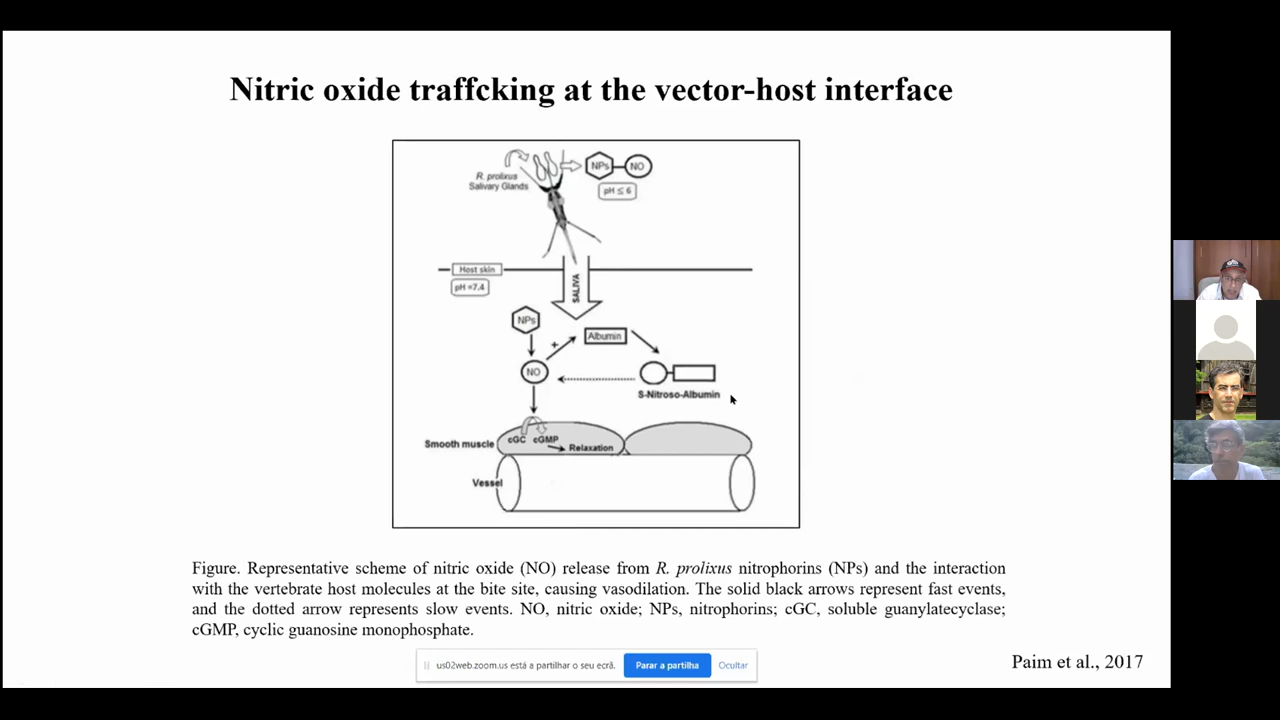 Nitric oxide traffcking at the vector-host interface
R. prolixus
Salivary Glands
NPs
NO
pH ≤ 6
Host skin
pH =7.4
SALIVA
NPs
+
Albumin
NO
S-Nitroso-Albumin
Smooth muscle
cGC cGMP
Relaxation
Vessel
Figure. Representative scheme of nitric oxide (NO) release from R. prolixus nitrophorins (NPs) and the interaction
with the vertebrate host molecules at the bite site, causing vasodilation. The solid black arrows represent fast events,
and the dotted arrow represents slow events. NO, nitric oxide; NPs, nitrophorins; cGC, soluble guanylatecyclase;
cGMP, cyclic guanosine monophosphate.
us02web.zoom.us está a partilhar o seu ecrã. Parar a partilha Ocultar
Paim et al., 2017